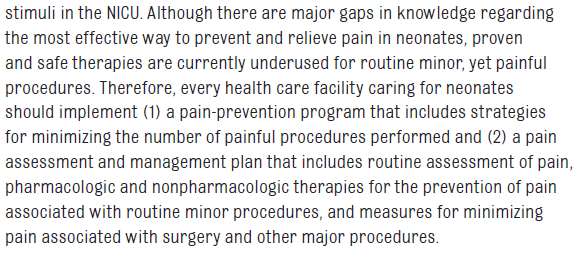 stimuli in the NICU. Although there are major gaps in knowledge regarding
the most effective way to prevent and relieve pain in neonates, proven
and safe therapies are currently underused for routine minor, yet painful
procedures. Therefore, every health care facility caring for neonates
should implement (1) a pain-prevention program that includes strategies
for minimizing the number of painful procedures performed and (2) a pain
assessment and management plan that includes routine assessment of pain,
pharmacologic and nonpharmacologic therapies for the prevention of pain
associated with routine minor procedures, and measures for minimizing
pain associated with surgery and other major procedures.